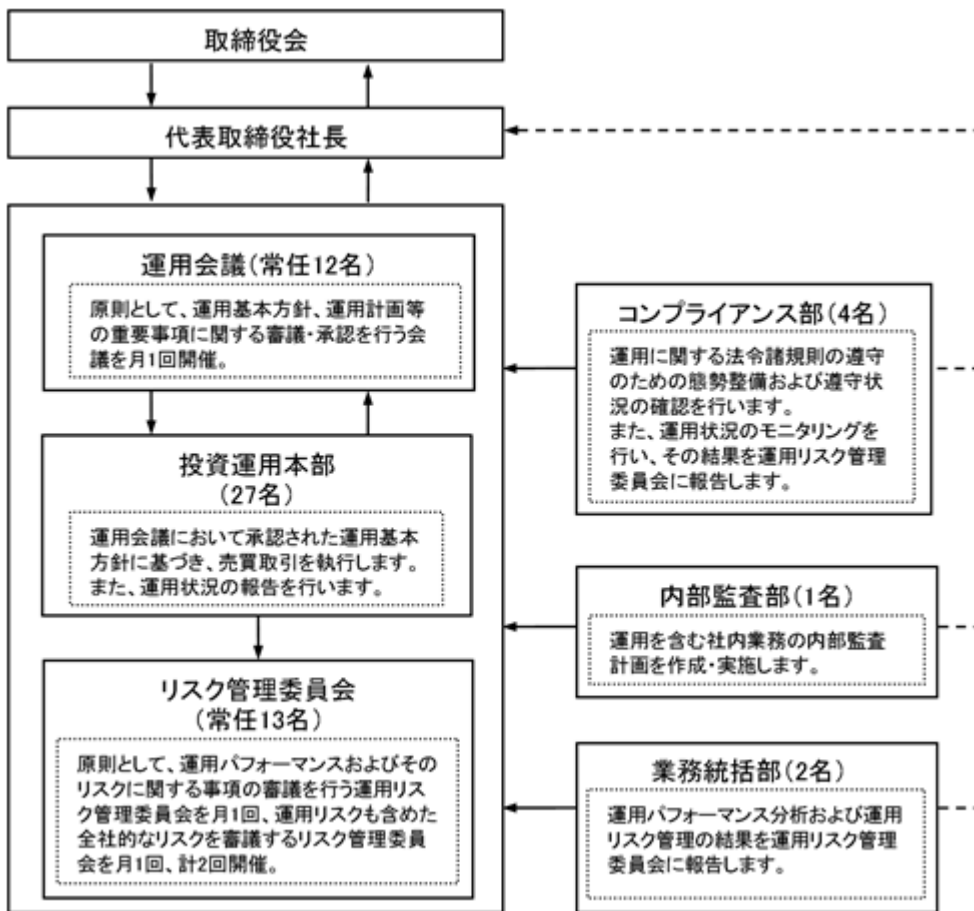 取締役会
代表取締役社長
運用会議(常任12名)
原則として、運用基本方針、運用計画等
の重要事項に関する審議・承認を行う会
議を月1回開催。
投資運用本部
(27名)
運用会議において承認された運用基本
方針に基づき、売買取引を執行します。
また、運用状況の報告を行います。
リスク管理委員会
(常任13名)
原則として、運用パフォーマンスおよびその
リスクに関する事項の審議を行う運用リス
ク管理委員会を月1回、運用リスクも含めた
全社的なリスクを審議するリスク管理委員
会を月1回、計2回開催。
コンプライアンス部(4名)
運用に関する法令諸規則の遵守
のための態勢整備および遵守状
況の確認を行います。
また、運用状況のモニタリングを
行い、その結果を運用リスク管理
委員会に報告します。
内部監査部(1名)
運用を含む社内業務の内部監査
計画を作成・実施します。
業務統括部(2名)
運用パフォーマンス分析および運用
リスク管理の結果を運用リスク管理
委員会に報告します。